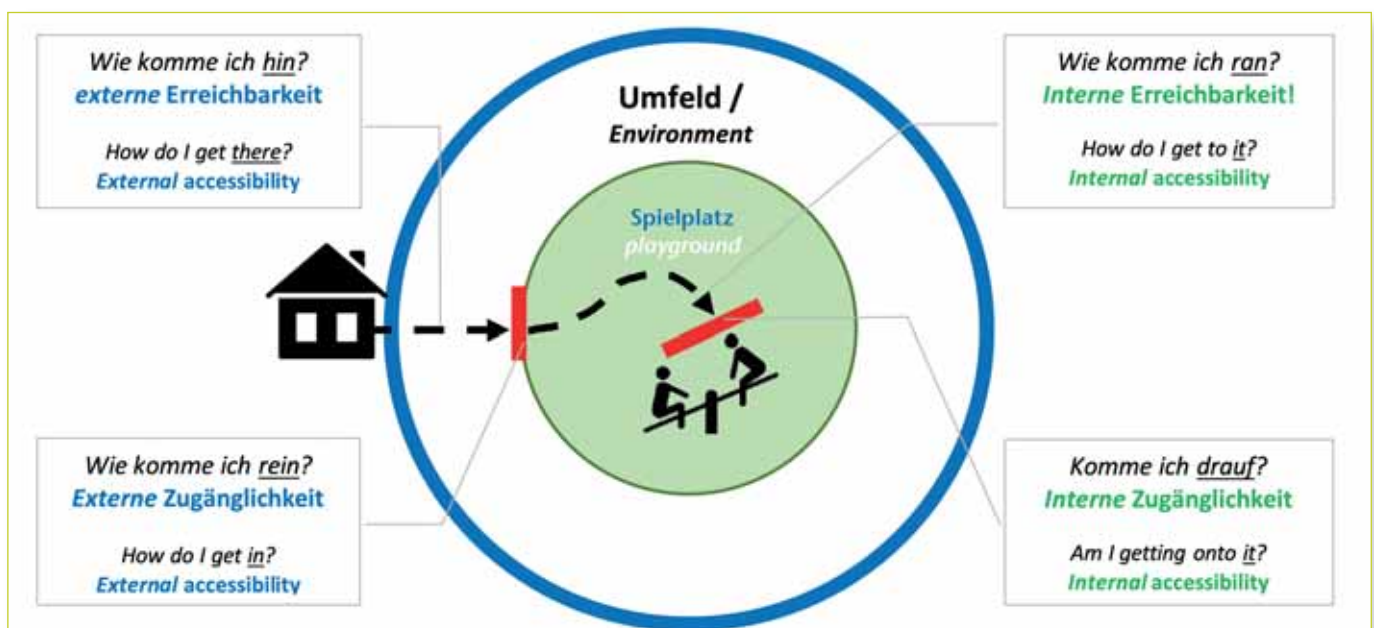 Wie komme ich hin?
externe Erreichbarkeit
How do I get there?
External accessibility
Umfeld /
Environment
Wie komme ich ran?
Interne Erreichbarkeit!
How do I get to it?
Internal accessibility
Spielplatz
playground
Wie komme ich rein?
Externe Zugänglichkeit
How do I get in?
External accessibility
Komme ich drauf?
Interne Zugänglichkeit
Am I getting onto it?
Internal accessibility